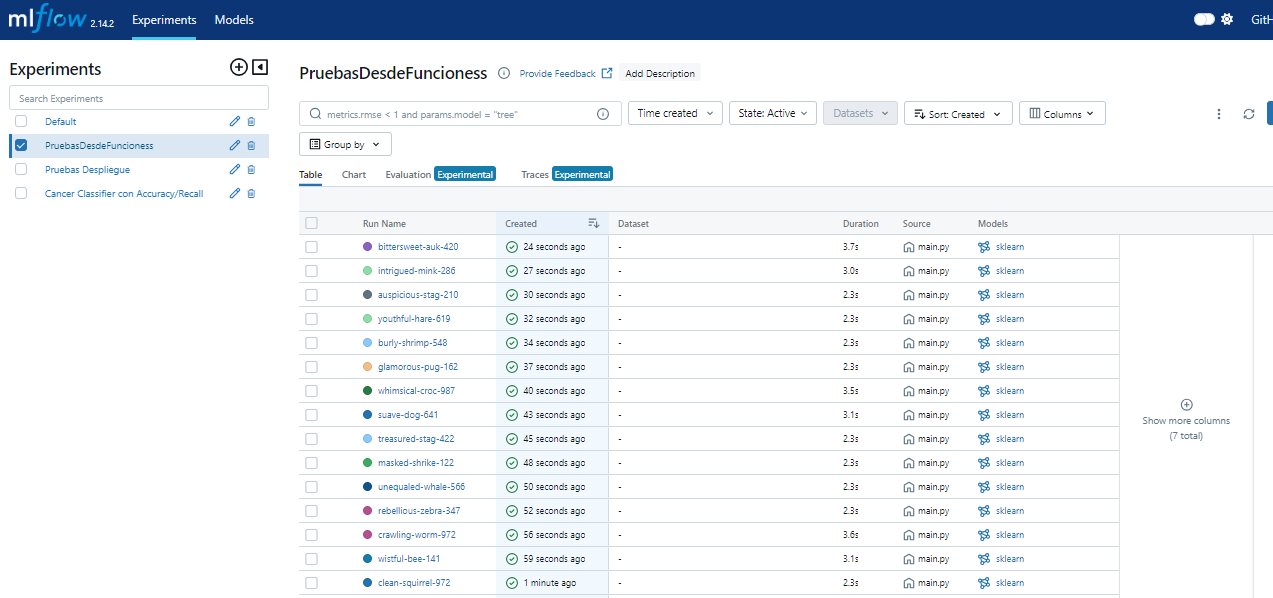 mlflow 2.14.2 Experiments Models GitH
Experiments
Search Experiments
Default
PruebasDesdeFuncioness
Pruebas Despliegue
Cancer Classifier con Accuracy/Recall
PruebasDesdeFuncioness Provide Feedback Add Description
metrics.rmse < 1 and params.model = "tree" Time created State: Active Datasets Sort: Created Columns
Group by
Table Chart Evaluation Experimental Traces Experimental
Run Name Created Dataset Duration Source Models
bittersweet-auk-420 24 seconds ago - 3.7s main.py sklearn
intrigued-mink-286 27 seconds ago - 3.0s main.py sklearn
auspicious-stag-210 30 seconds ago - 2.3s main.py sklearn
youthful-hare-619 32 seconds ago - 2.3s main.py sklearn
burly-shrimp-548 34 seconds ago - 2.3s main.py sklearn
glamorous-pug-162 37 seconds ago - 2.3s main.py sklearn
whimsical-croc-987 40 seconds ago - 3.5s main.py sklearn
suave-dog-641 43 seconds ago - 3.1s main.py sklearn
treasured-stag-422 45 seconds ago - 2.3s main.py sklearn
masked-shrike-122 48 seconds ago - 2.3s main.py sklearn
unequaled-whale-566 50 seconds ago - 2.3s main.py sklearn
rebellious-zebra-347 52 seconds ago - 2.3s main.py sklearn
crawling-worm-972 56 seconds ago - 3.6s main.py sklearn
wistful-bee-141 59 seconds ago - 3.1s main.py sklearn
clean-squirrel-972 1 minute ago - 2.3s main.py sklearn
Show more columns
(7 total)